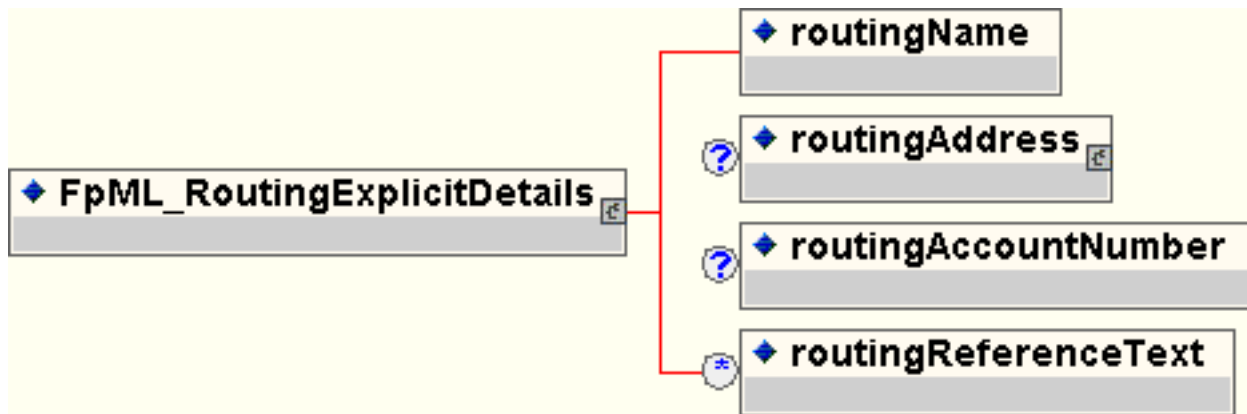 routingName
? routingAddress
FpML_RoutingExplicitDetails
? routingAccountNumber
* routingReferenceText